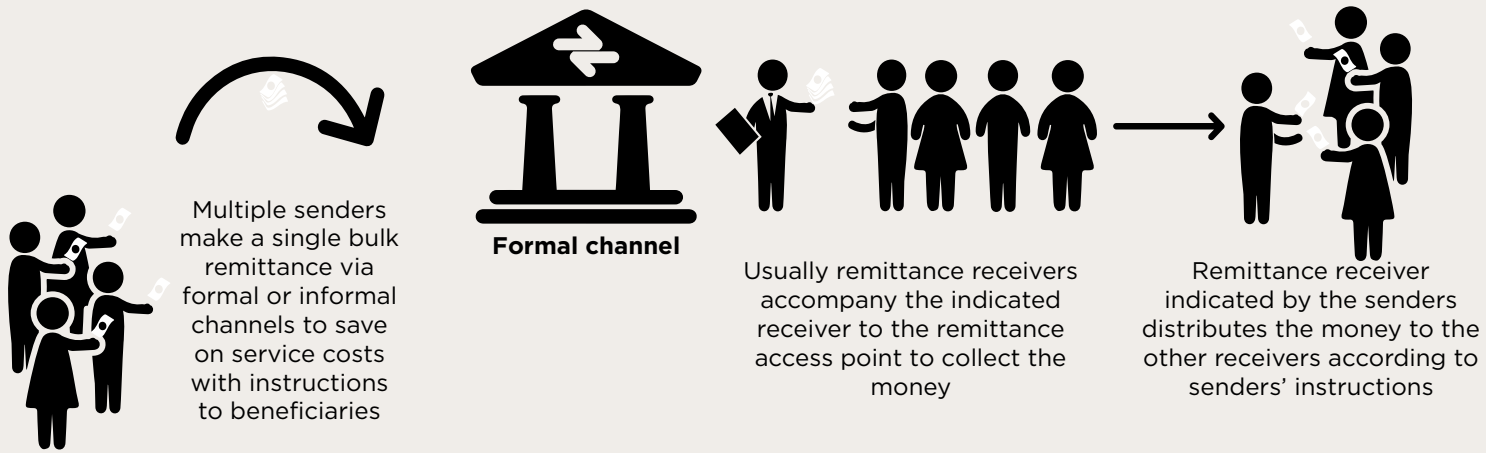 Multiple senders
make a single bulk
remittance via
formal or informal
channels to save
on service costs
with instructions
to beneficiaries
Formal channel
Usually remittance receivers
accompany the indicated
receiver to the remittance
access point to collect the
money
Remittance receiver
indicated by the senders
distributes the money to the
other receivers according to
senders’ instructions